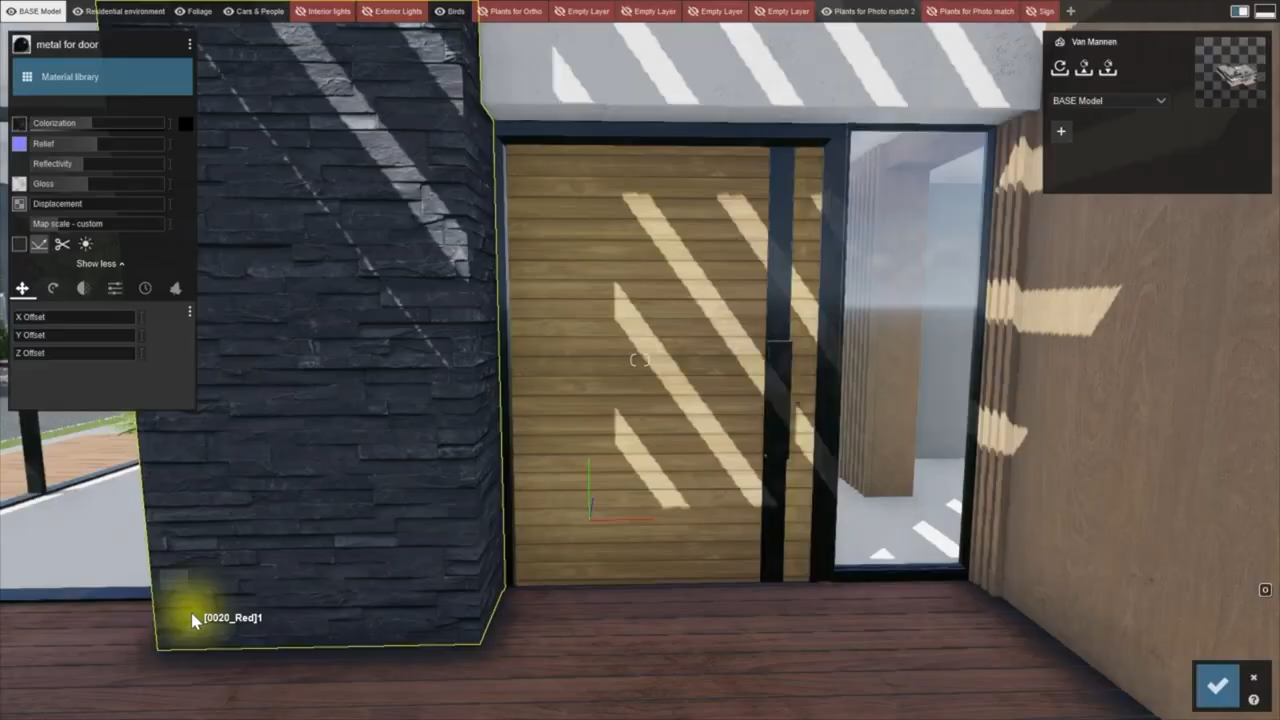 BASE Model
Residential environment
Foliage
Cars & People
Interior lights
Exterior Lights
Birds
Plants for Ortho
Empty Layer
Empty Layer
Empty Layer
Empty Layer
Plants for Photo match 2
Plants for Photo match
Sign
metal for door
Material library
Colorization
Relief
Reflectivity
Gloss
Displacement
Map scale - custom
Show less
X Offset
Y Offset
Z Offset
Van Mannen
BASE Model
[0020_Red]1